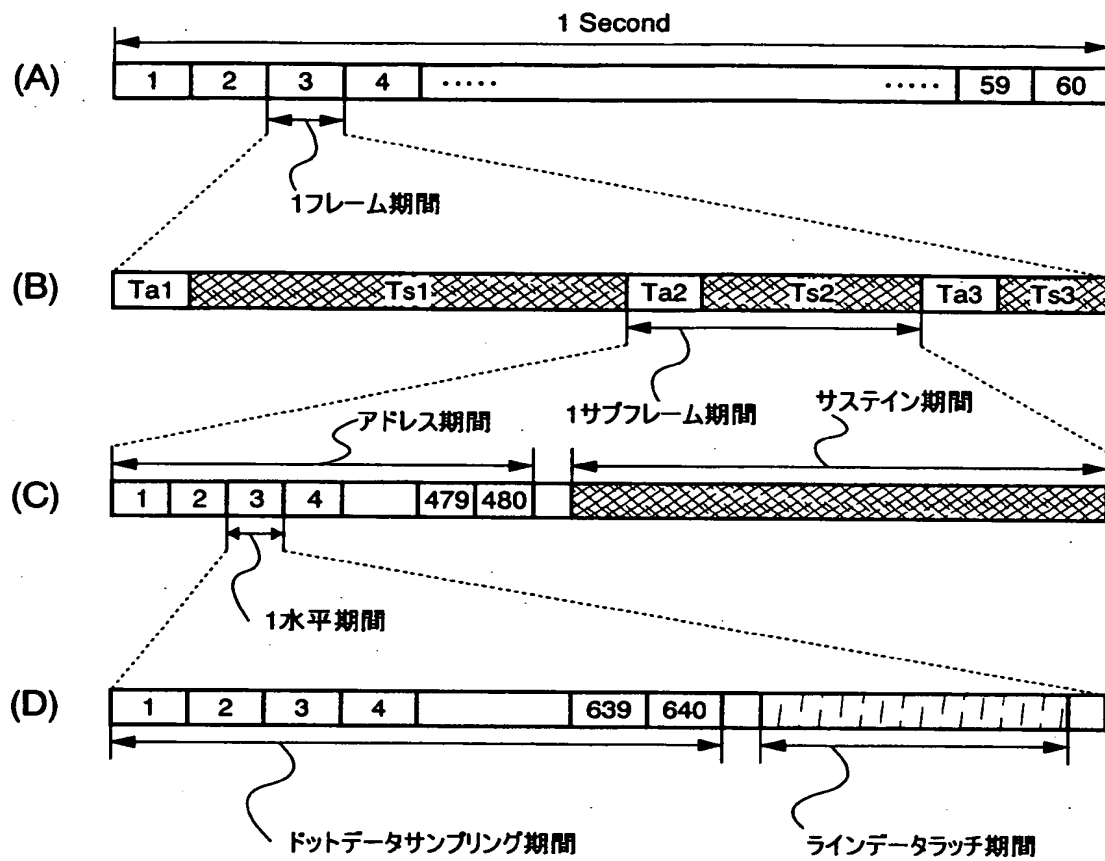 1 Second
(A) 1 2 3 4 ····· ····· 59 60
1フレーム期間
(B) Ta1 Ts1 Ta2 Ts2 Ta3 Ts3
1サブフレーム期間
アドレス期間
サステイン期間
(C) 1 2 3 4 479 480
1水平期間
(D) 1 2 3 4 639 640
ドットデータサンプリング期間
ラインデータラッチ期間